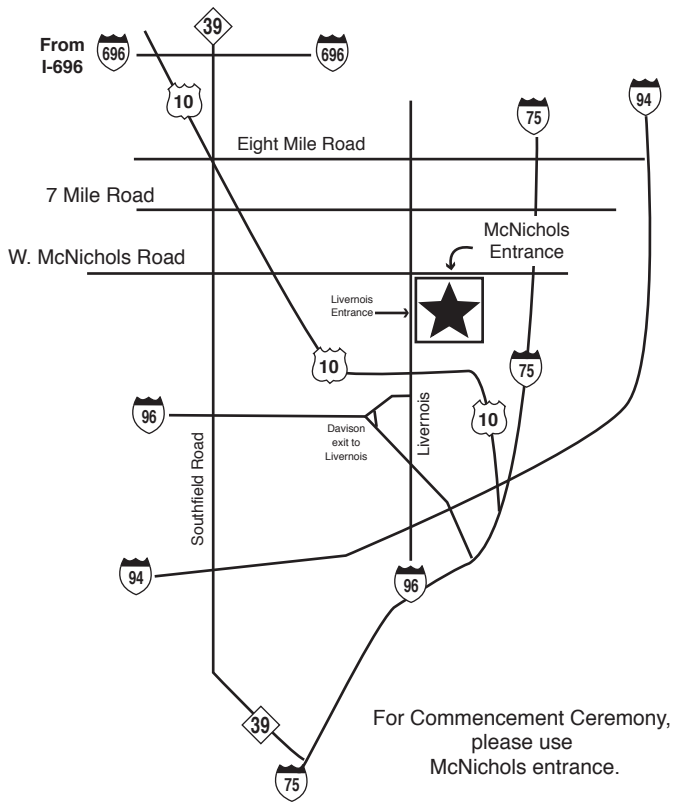 39
From
I-696
696
696
10
94
75
Eight Mile Road
7 Mile Road
McNichols
Entrance
W. McNichols Road
Livernois
Entrance
10
75
96
10
Davison
exit to
Livernois
Livernois
Southfield Road
94
96
39
For Commencement Ceremony,
please use
McNichols entrance.
75